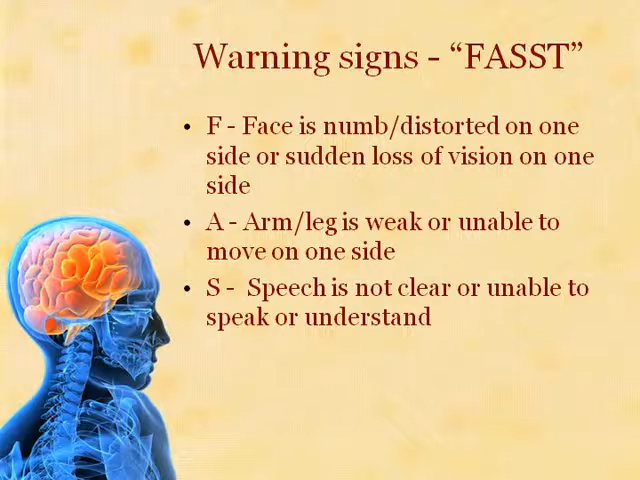 Warning signs - “FASST”
• F - Face is numb/distorted on one
side or sudden loss of vision on one
side
• A - Arm/leg is weak or unable to
move on one side
• S -  Speech is not clear or unable to
speak or understand